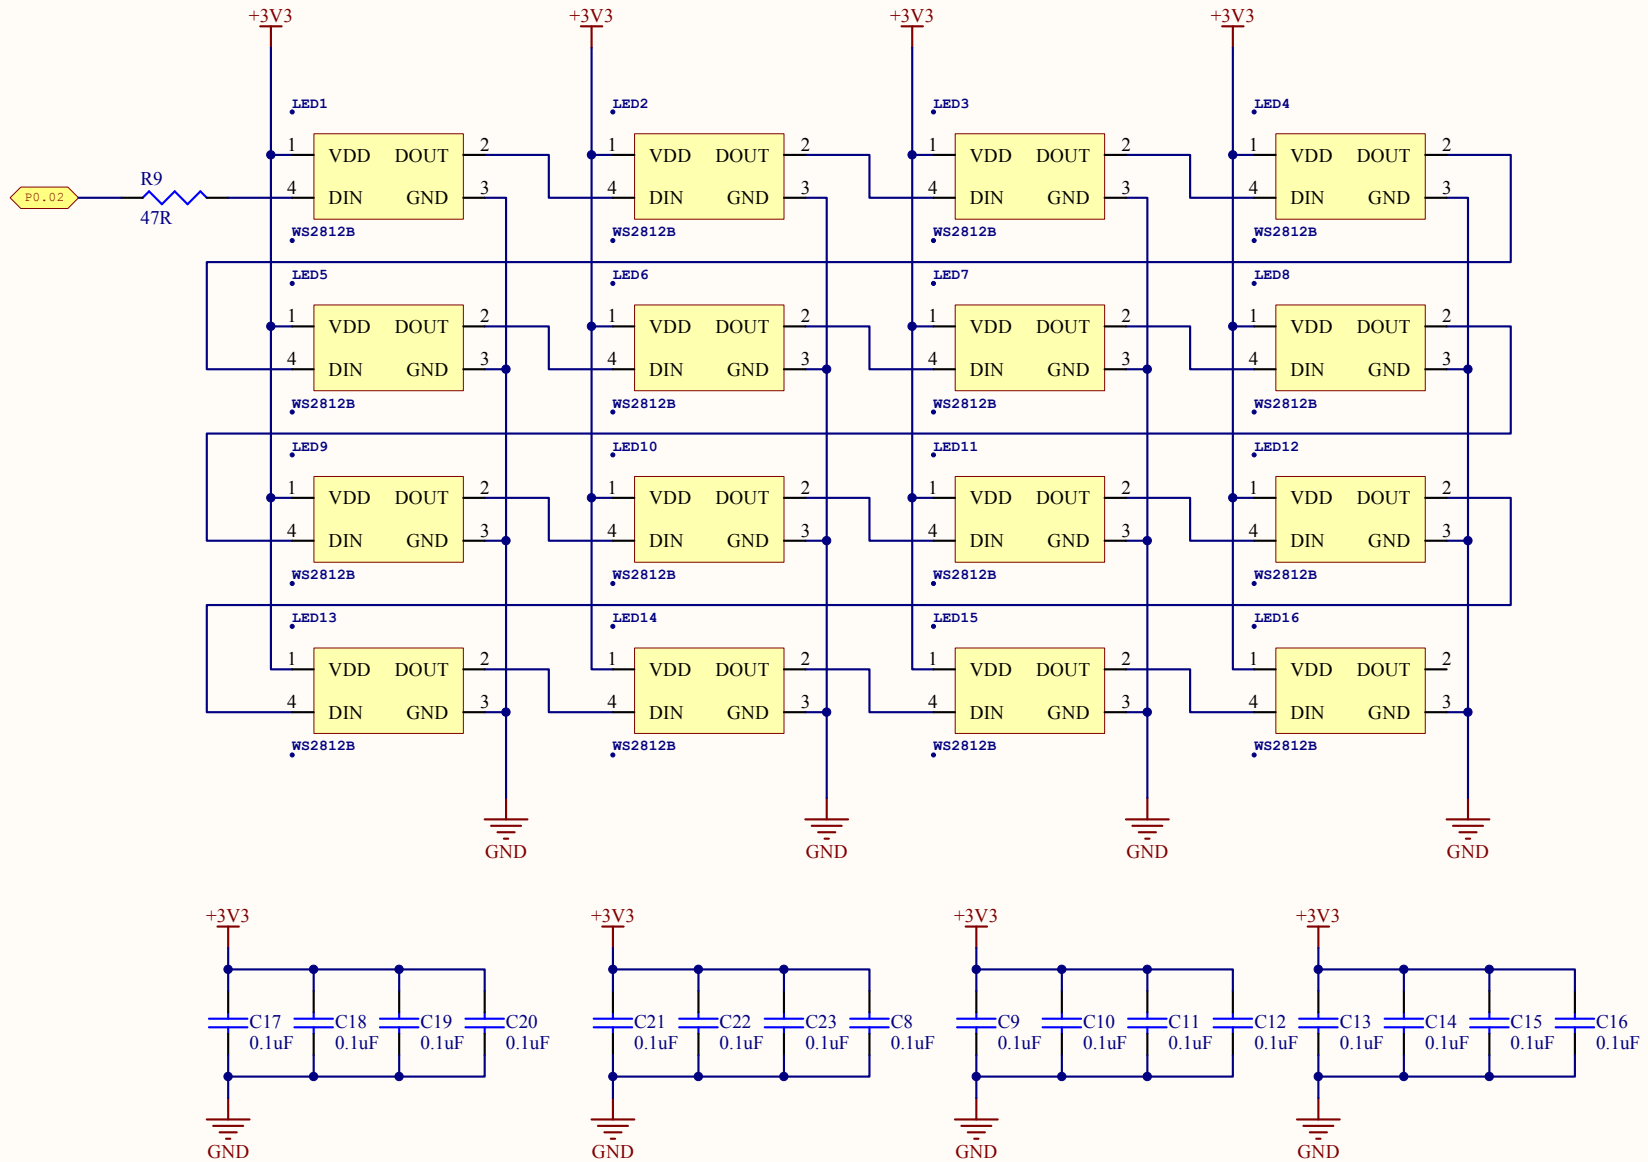 +3V3 +3V3 +3V3 +3V3
LED1 LED2 LED3 LED4
1 VDD DOUT 2 1 VDD DOUT 2 1 VDD DOUT 2 1 VDD DOUT 2
R9
P0.02 4 DIN GND 3 4 DIN GND 3 4 DIN GND 3 4 DIN GND 3
47R
WS2812B WS2812B WS2812B WS2812B
LED5 LED6 LED7 LED8
1 VDD DOUT 2 1 VDD DOUT 2 1 VDD DOUT 2 1 VDD DOUT 2
4 DIN GND 3 4 DIN GND 3 4 DIN GND 3 4 DIN GND 3
WS2812B WS2812B WS2812B WS2812B
LED9 LED10 LED11 LED12
1 VDD DOUT 2 1 VDD DOUT 2 1 VDD DOUT 2 1 VDD DOUT 2
4 DIN GND 3 4 DIN GND 3 4 DIN GND 3 4 DIN GND 3
WS2812B WS2812B WS2812B WS2812B
LED13 LED14 LED15 LED16
1 VDD DOUT 2 1 VDD DOUT 2 1 VDD DOUT 2 1 VDD DOUT 2
4 DIN GND 3 4 DIN GND 3 4 DIN GND 3 4 DIN GND 3
WS2812B WS2812B WS2812B WS2812B
GND GND GND GND
+3V3 +3V3 +3V3 +3V3
C17 C18 C19 C20 C21 C22 C23 C8 C9 C10 C11 C12 C13 C14 C15 C16
0.1uF 0.1uF 0.1uF 0.1uF 0.1uF 0.1uF 0.1uF 0.1uF 0.1uF 0.1uF 0.1uF 0.1uF 0.1uF 0.1uF 0.1uF 0.1uF
GND GND GND GND